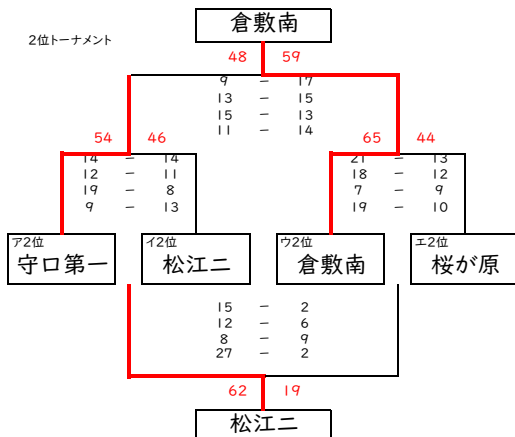 倉敷南
2位トーナメント
48 59
9 － 17
13 － 15
15 － 13
11 － 14
54 46 65 44
14 － 14 21 － 13
12 － 11 18 － 12
19 － 8 7 － 9
9 － 13 19 － 10
ア2位 イ2位 ウ2位 エ2位
守口第一 松江二 倉敷南 桜が原
15 － 2
12 － 6
8 － 9
27 － 2
62 19
松江二